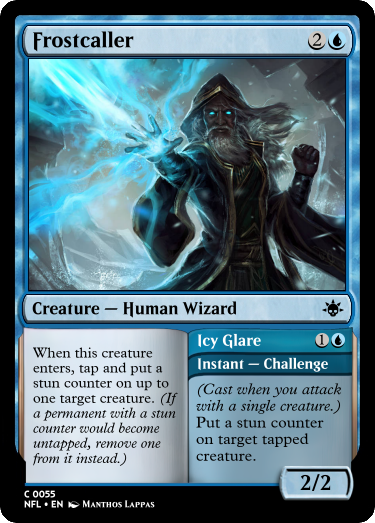 Frostcaller 2
Creature — Human Wizard
When this creature
enters, tap and put a
stun counter on up to
one target creature. (If
a permanent with a stun
counter would become
untapped, remove one
from it instead.)
Icy Glare 1
Instant — Challenge
(Cast when you attack
with a single creature.)
Put a stun counter
on target tapped
creature.
2/2
C 0055
NFL • EN Manthos Lappas